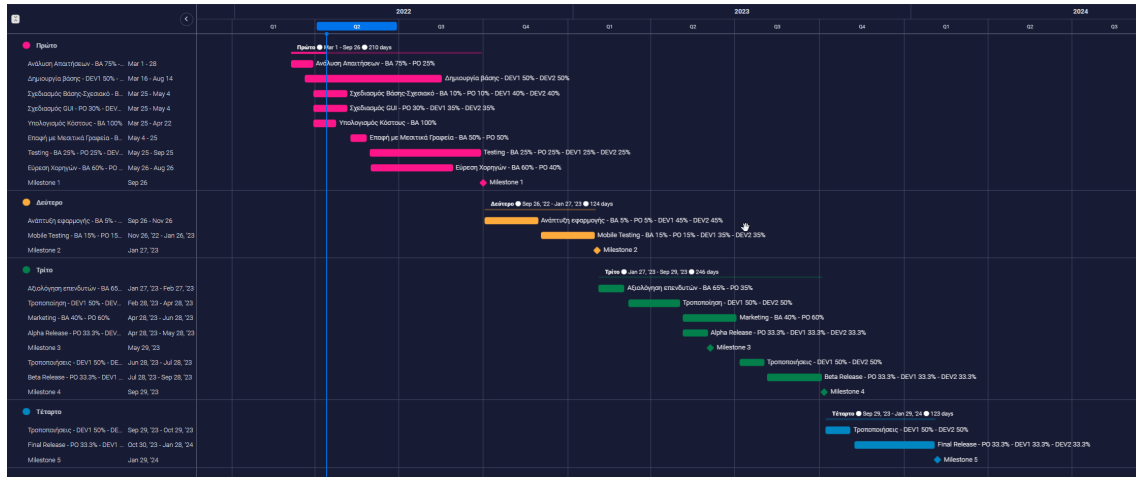 2022 2023 2024
Q1 Q2 Q3 Q4 Q1 Q2 Q3 Q4 Q1 Q2 Q3
Πρώτο
Πρώτο Mar 1 - Sep 26 210 days
Ανάλυση Απαιτήσεων - BA 75% -... Mar 1 - 28 Ανάλυση Απαιτήσεων - BA 75% - PO 25%
Δημιουργία βάσης - DEV1 50% - ... Mar 16 - Aug 14 Δημιουργία βάσης - DEV1 50% - DEV2 50%
Σχεδιασμός Βάσης-Σχεσιακό - B... Mar 25 - May 4 Σχεδιασμός Βάσης-Σχεσιακό - BA 10% - PO 10% - DEV1 40% - DEV2 40%
Σχεδιασμός GUI - PO 30% - DEV... Mar 25 - May 4 Σχεδιασμός GUI - PO 30% - DEV1 35% - DEV2 35%
Υπολογισμός Κόστους - BA 100% Mar 25 - Apr 22 Υπολογισμός Κόστους - BA 100%
Επαφή με Μεσιτικά Γραφεία - B... May 4 - 25 Επαφή με Μεσιτικά Γραφεία - BA 50% - PO 50%
Testing - BA 25% - PO 25% - DEV... May 25 - Sep 25 Testing - BA 25% - PO 25% - DEV1 25% - DEV2 25%
Εύρεση Χορηγών - BA 60% - PO ... May 26 - Aug 26 Εύρεση Χορηγών - BA 60% - PO 40%
Milestone 1 Sep 26 Milestone 1
Δεύτερο
Δεύτερο Sep 26, '22 - Jan 27, '23 124 days
Ανάπτυξη εφαρμογής - BA 5% - ... Sep 26 - Nov 26 Ανάπτυξη εφαρμογής - BA 5% - PO 5% - DEV1 45% - DEV2 45%
Mobile Testing - BA 15% - PO 15... Nov 26, '22 - Jan 26, '23 Mobile Testing - BA 15% - PO 15% - DEV1 35% - DEV2 35%
Milestone 2 Jan 27, '23 Milestone 2
Τρίτο
Τρίτο Jan 27, '23 - Sep 29, '23 246 days
Αξιολόγηση επενδυτών - BA 65... Jan 27, '23 - Feb 27, '23 Αξιολόγηση επενδυτών - BA 65% - PO 35%
Τροποποίηση - DEV1 50% - DEV... Feb 28, '23 - Apr 28, '23 Τροποποίηση - DEV1 50% - DEV2 50%
Marketing - BA 40% - PO 60% Apr 28, '23 - Jun 28, '23 Marketing - BA 40% - PO 60%
Alpha Release - PO 33.3% - DEV... Apr 28, '23 - May 28, '23 Alpha Release - PO 33.3% - DEV1 33.3% - DEV2 33.3%
Milestone 3 May 29, '23 Milestone 3
Τροποποιήσεις - DEV1 50% - DE... Jun 28, '23 - Jul 28, '23 Τροποποιήσεις - DEV1 50% - DEV2 50%
Beta Release - PO 33.3% - DEV1 ... Jul 28, '23 - Sep 28, '23 Beta Release - PO 33.3% - DEV1 33.3% - DEV2 33.3%
Milestone 4 Sep 29, '23 Milestone 4
Τέταρτο
Τέταρτο Sep 29, '23 - Jan 29, '24 123 days
Τροποποιήσεις - DEV1 50% - DE... Sep 29, '23 - Oct 29, '23 Τροποποιήσεις - DEV1 50% - DEV2 50%
Final Release - PO 33.3% - DEV1 ... Oct 30, '23 - Jan 28, '24 Final Release - PO 33.3% - DEV1 33.3% - DEV2 33.3%
Milestone 5 Jan 29, '24 Milestone 5